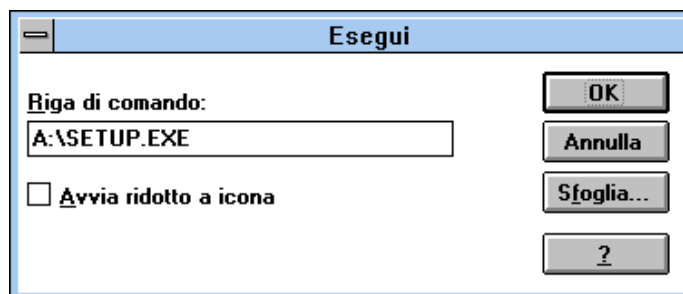 Esegui
Riga di comando:
A:\SETUP.EXE
Avvia ridotto a icona
OK
Annulla
Sfoglia...
?